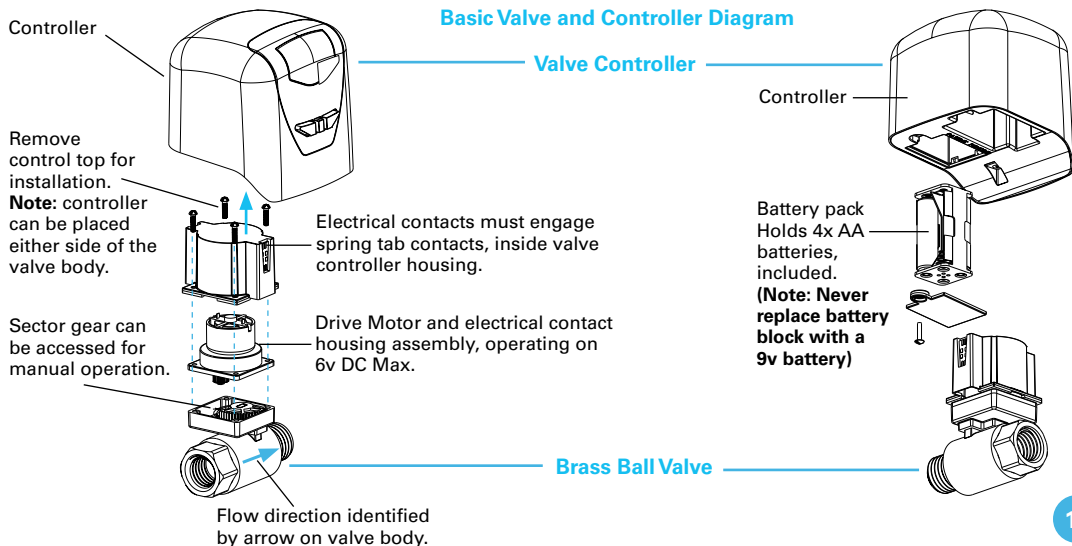 Basic Valve and Controller Diagram
Controller
Valve Controller
Controller
Remove
control top for
installation.
Note: controller
can be placed
either side of the
valve body.
Electrical contacts must engage
spring tab contacts, inside valve
controller housing.
Battery pack
Holds 4x AA
batteries,
included.
(Note: Never
replace battery
block with a
9v battery)
Sector gear can
be accessed for
manual operation.
Drive Motor and electrical contact
housing assembly, operating on
6v DC Max.
Brass Ball Valve
Flow direction identified
by arrow on valve body.
1